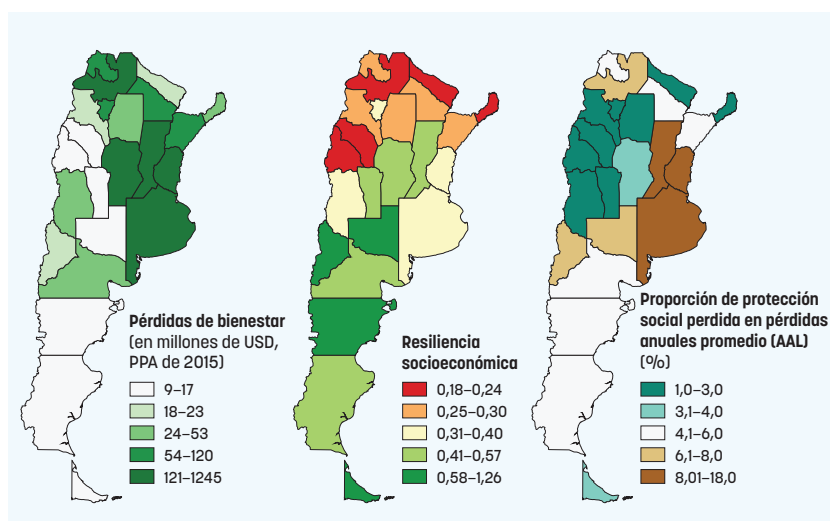 Pérdidas de bienestar
(en millones de USD,
PPA de 2015)
9–17
18–23
24–53
54–120
121–1245
Resiliencia
socioeconómica
0,18–0,24
0,25–0,30
0,31–0,40
0,41–0,57
0,58–1,26
Proporción de protección
social perdida en pérdidas
anuales promedio (AAL)
(%)
1,0–3,0
3,1–4,0
4,1–6,0
6,1–8,0
8,01–18,0